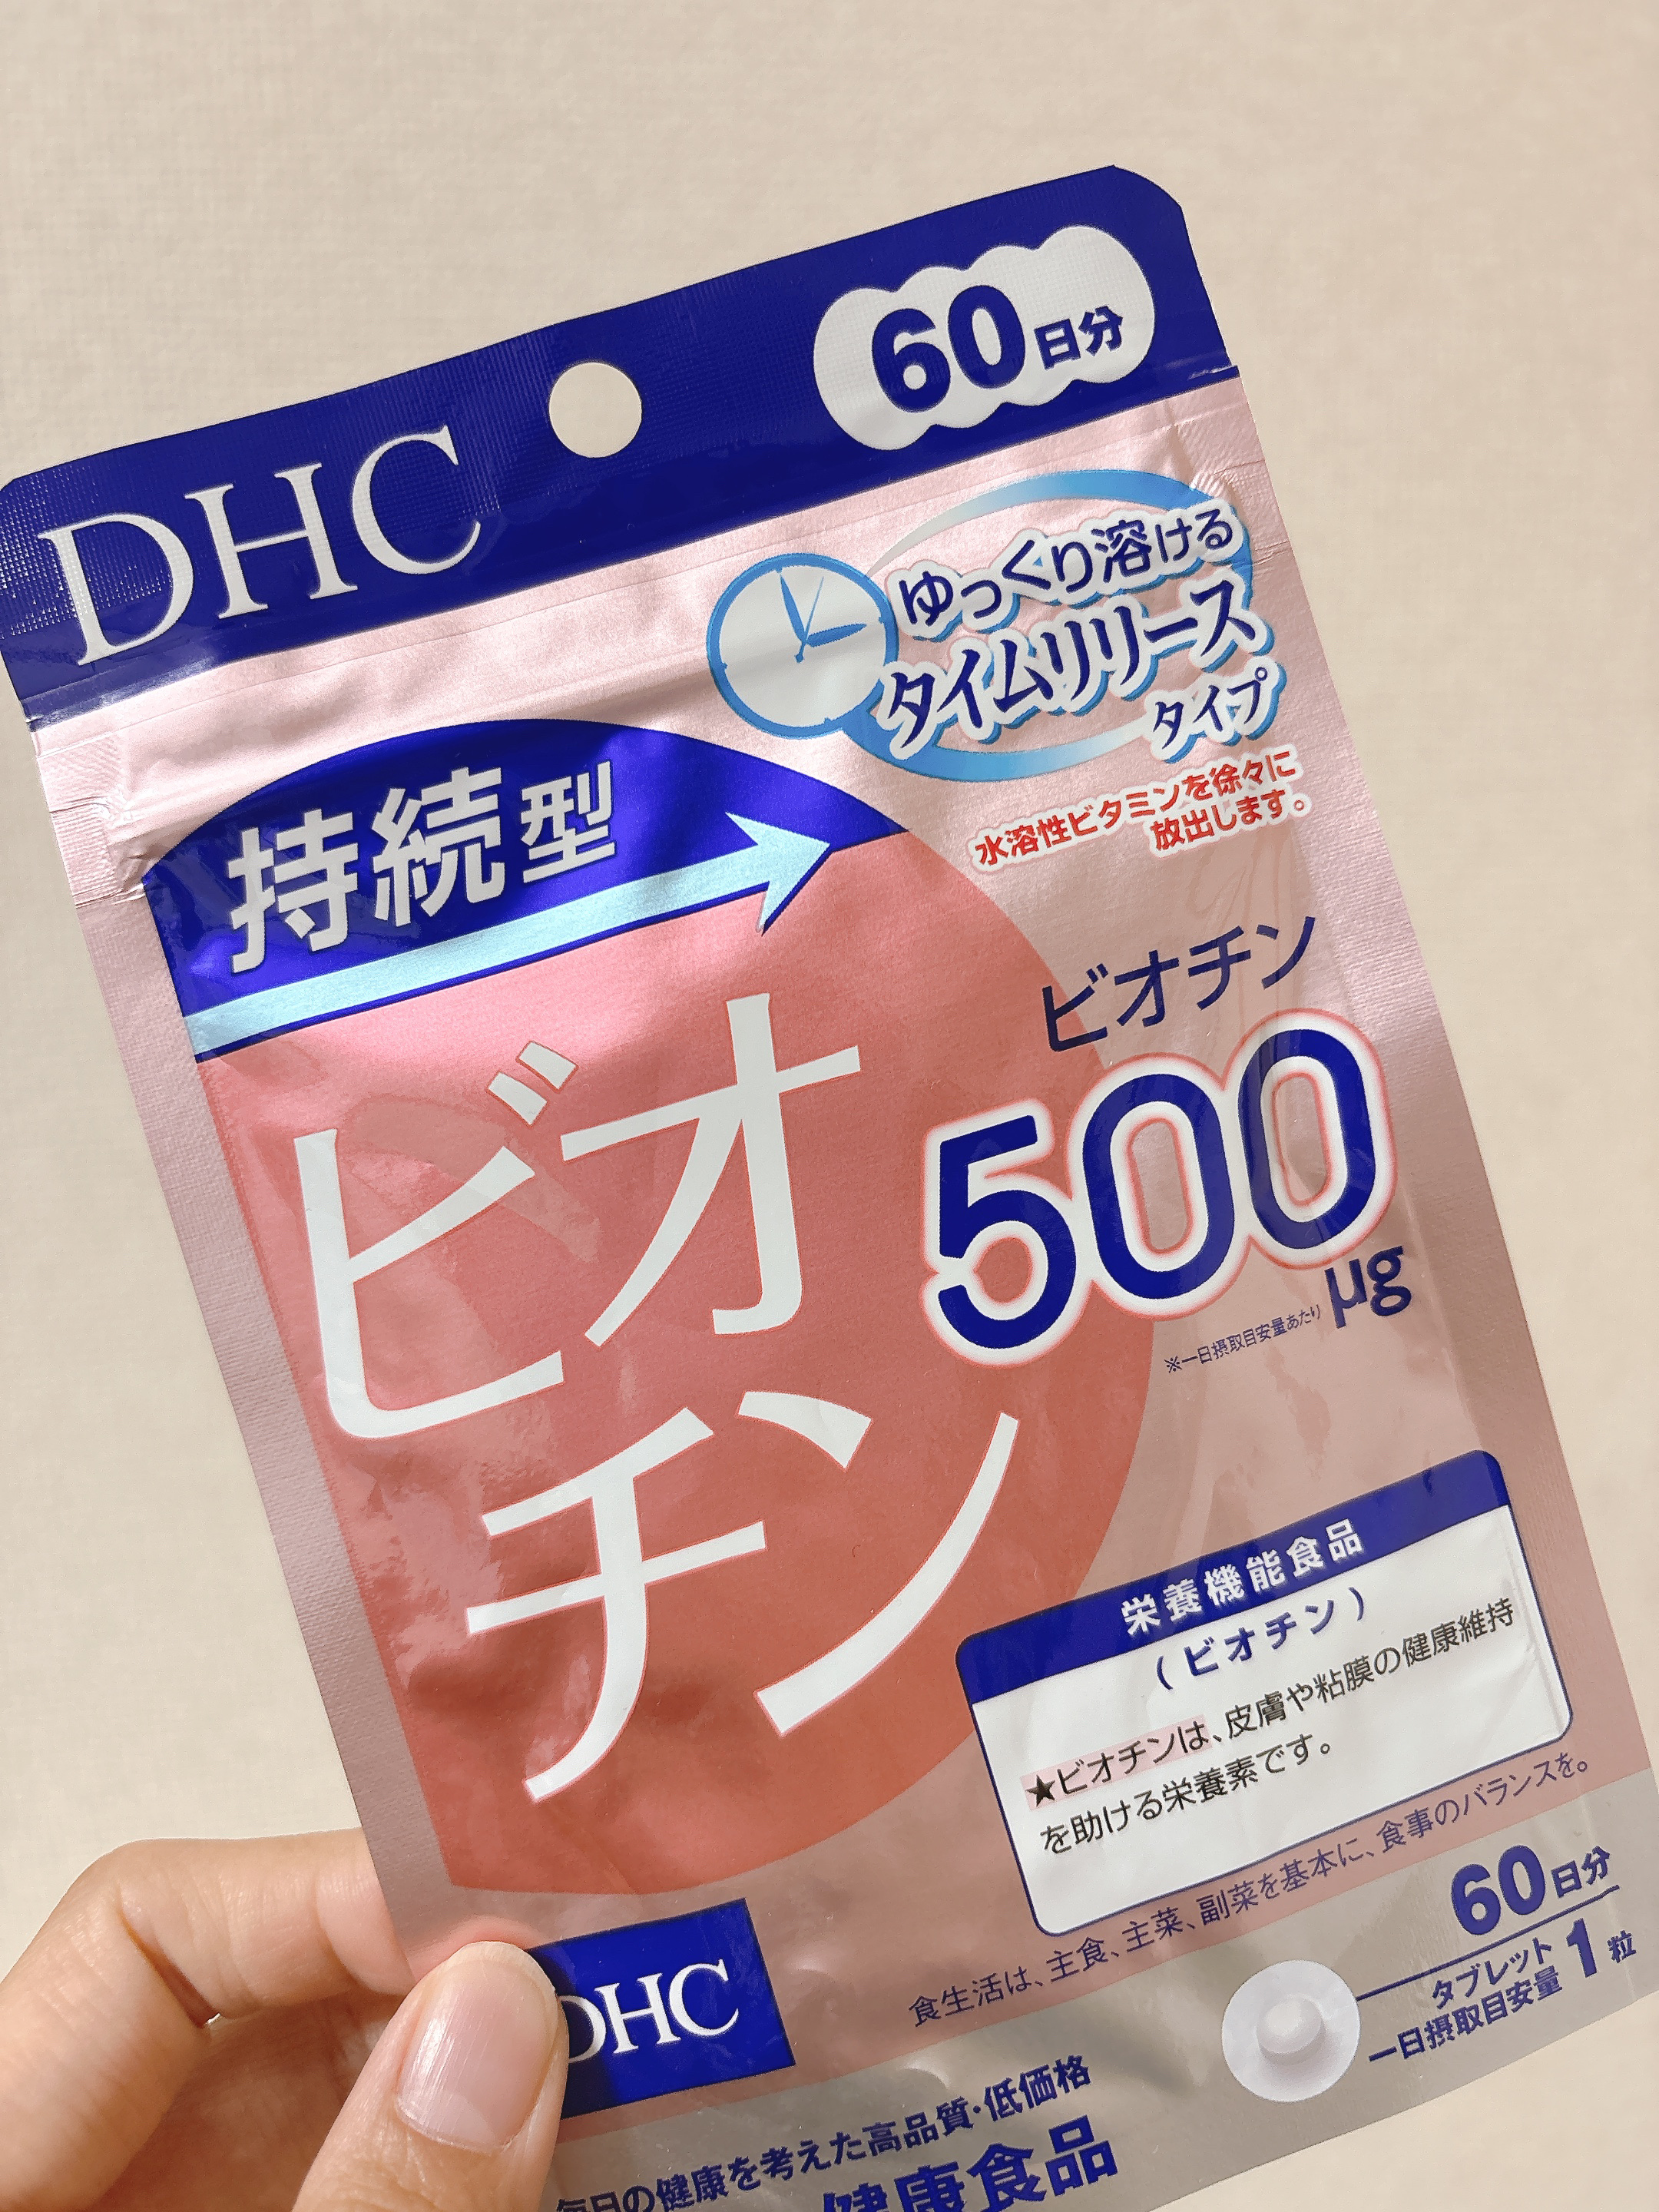 DHC
60日分
ゆっくり溶ける
タイムリリース
タイプ
水溶性ビタミンを徐々に
放出します。
持続型
ビオ
チン
ビオチン
500
μg
※一日摂取目安量あたり
栄養機能食品
(ビオチン)
★ビオチンは、皮膚や粘膜の健康維持
を助ける栄養素です。
食生活は、主食、主菜、副菜を基本に、食事のバランスを。
60日分
タブレット
一日摂取目安量 1粒
DHC
毎日の健康を考えた高品質・低価格
健康食品